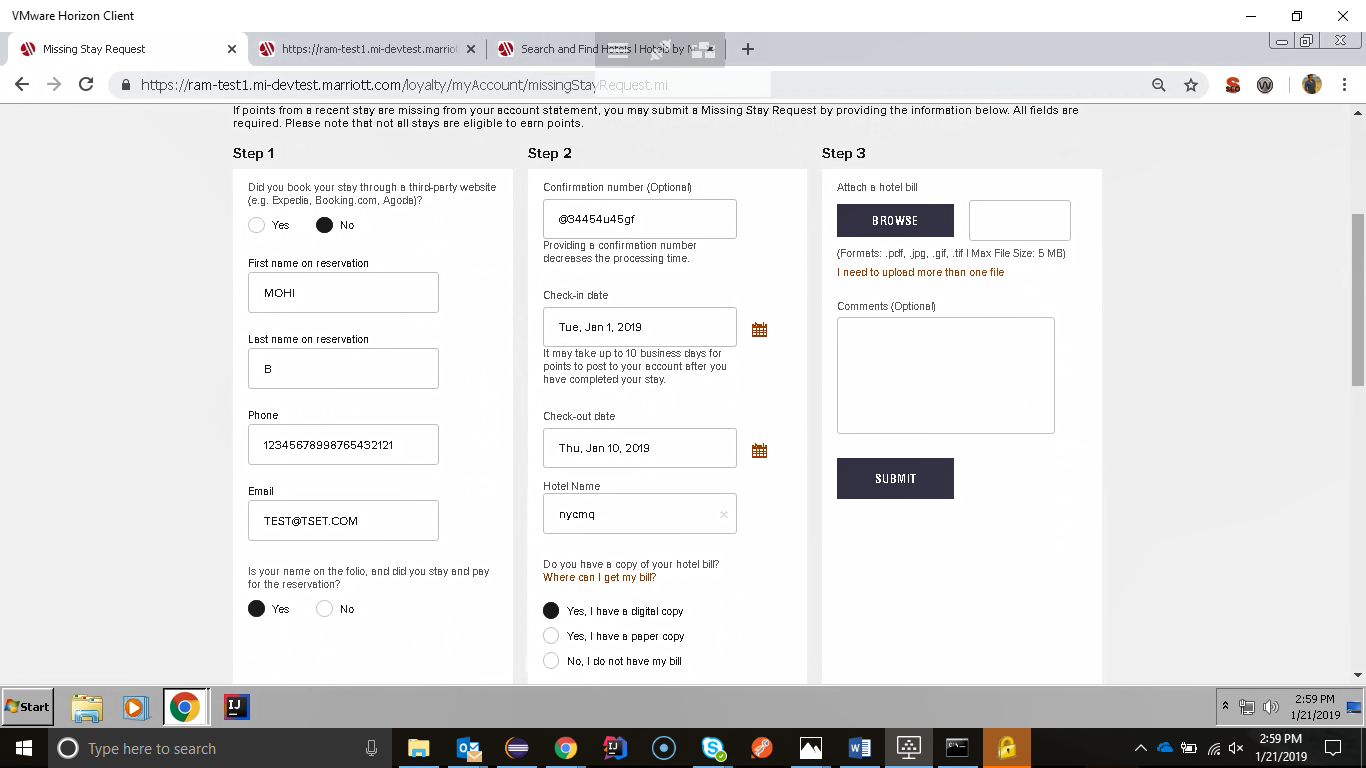 VMware Horizon Client
Missing Stay Request
https://ram-test1.mi-devtest.marriot
Search and Find Hotels | Hotels by M
https://ram-test1.mi-devtest.marriott.com/loyalty/myAccount/missingStayRequest.mi
If points from a recent stay are missing from your account statement, you may submit a Missing Stay Request by providing the information below. All fields are
required. Please note that not all stays are eligible to earn points.
Step 1
Did you book your stay through a third-party website
(e.g. Expedia, Booking.com, Agoda)?
Yes
No
First name on reservation
MOHI
Last name on reservation
B
Phone
12345678998765432121
Email
TEST@TSET.COM
Is your name on the folio, and did you stay and pay
for the reservation?
Yes
No
Step 2
Confirmation number (Optional)
@34454u45gf
Providing a confirmation number
decreases the processing time.
Check-in date
Tue, Jan 1, 2019
It may take up to 10 business days for
points to post to your account after you
have completed your stay.
Check-out date
Thu, Jan 10, 2019
Hotel Name
nycmq
Do you have a copy of your hotel bill?
Where can I get my bill?
Yes, I have a digital copy
Yes, I have a paper copy
No, I do not have my bill
Step 3
Attach a hotel bill
BROWSE
(Formats: .pdf, .jpg, .gif, .tif | Max File Size: 5 MB)
I need to upload more than one file
Comments (Optional)
SUBMIT
Start
2:59 PM
1/21/2019
Type here to search
2:59 PM
1/21/2019